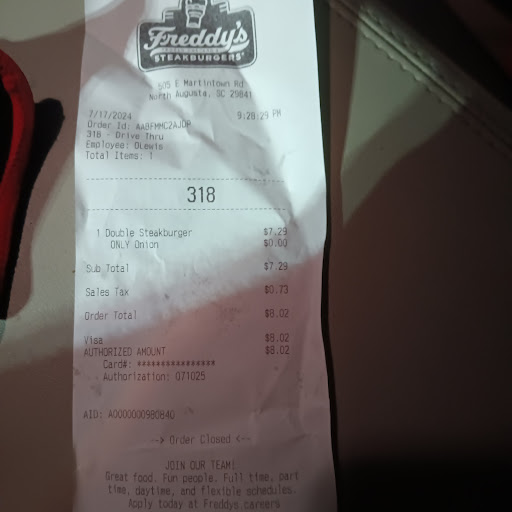 Freddy's
STEAKBURGERS
505 E Martintown Rd
North Augusta, SC 29841
7/17/2024 9:28:29 PM
Order Id: AABFMMC2AJDP
318 - Drive Thru
Employee: OLewis
Total Items: 1
318
1 Double Steakburger $7.29
ONLY Onion $0.00
Sub Total $7.29
Sales Tax $0.73
Order Total $8.02
Visa $8.02
AUTHORIZED AMOUNT $8.02
Card#: ****************
Authorization: 071025
AID: A0000000980840
--> Order Closed <--
JOIN OUR TEAM!
Great food. Fun people. Full time, part
time, daytime, and flexible schedules.
Apply today at Freddys.careers